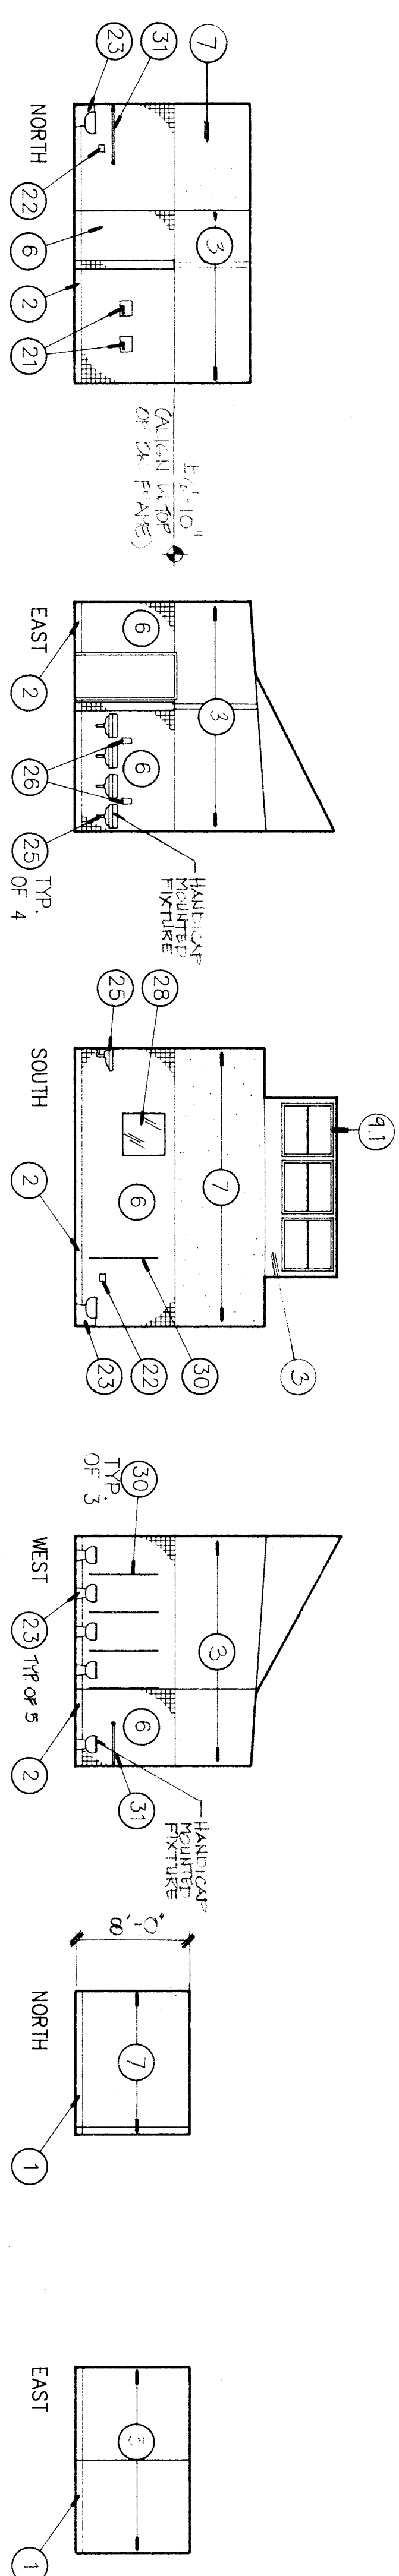 7
31
23
3
NORTH
22
6
2
21
±6'-10"
(ALIGN W/ TOP
OF DR FRAME)
6
3
6
EAST
2
26
25 TYP.
OF 4
HANDICAP
MOUNTED
FIXTURE
9.1
28
25
7
6
3
SOUTH
2
23
22
30
30
TYP.
OF 3
3
6
WEST
23 TYP. OF 5
2
31
HANDICAP
MOUNTED
FIXTURE
8'-0"
7
NORTH
1
3
EAST
1